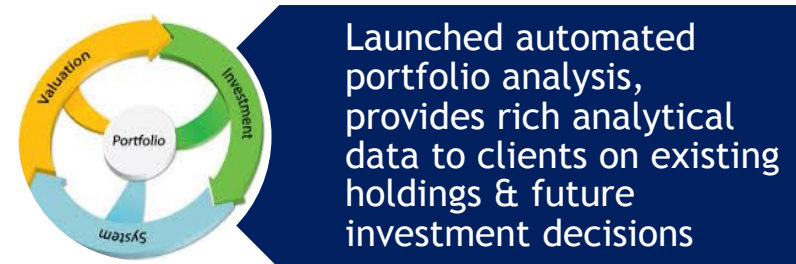 Valuation
Investment
Portfolio
System
Launched automated
portfolio analysis,
provides rich analytical
data to clients on existing
holdings & future
investment decisions